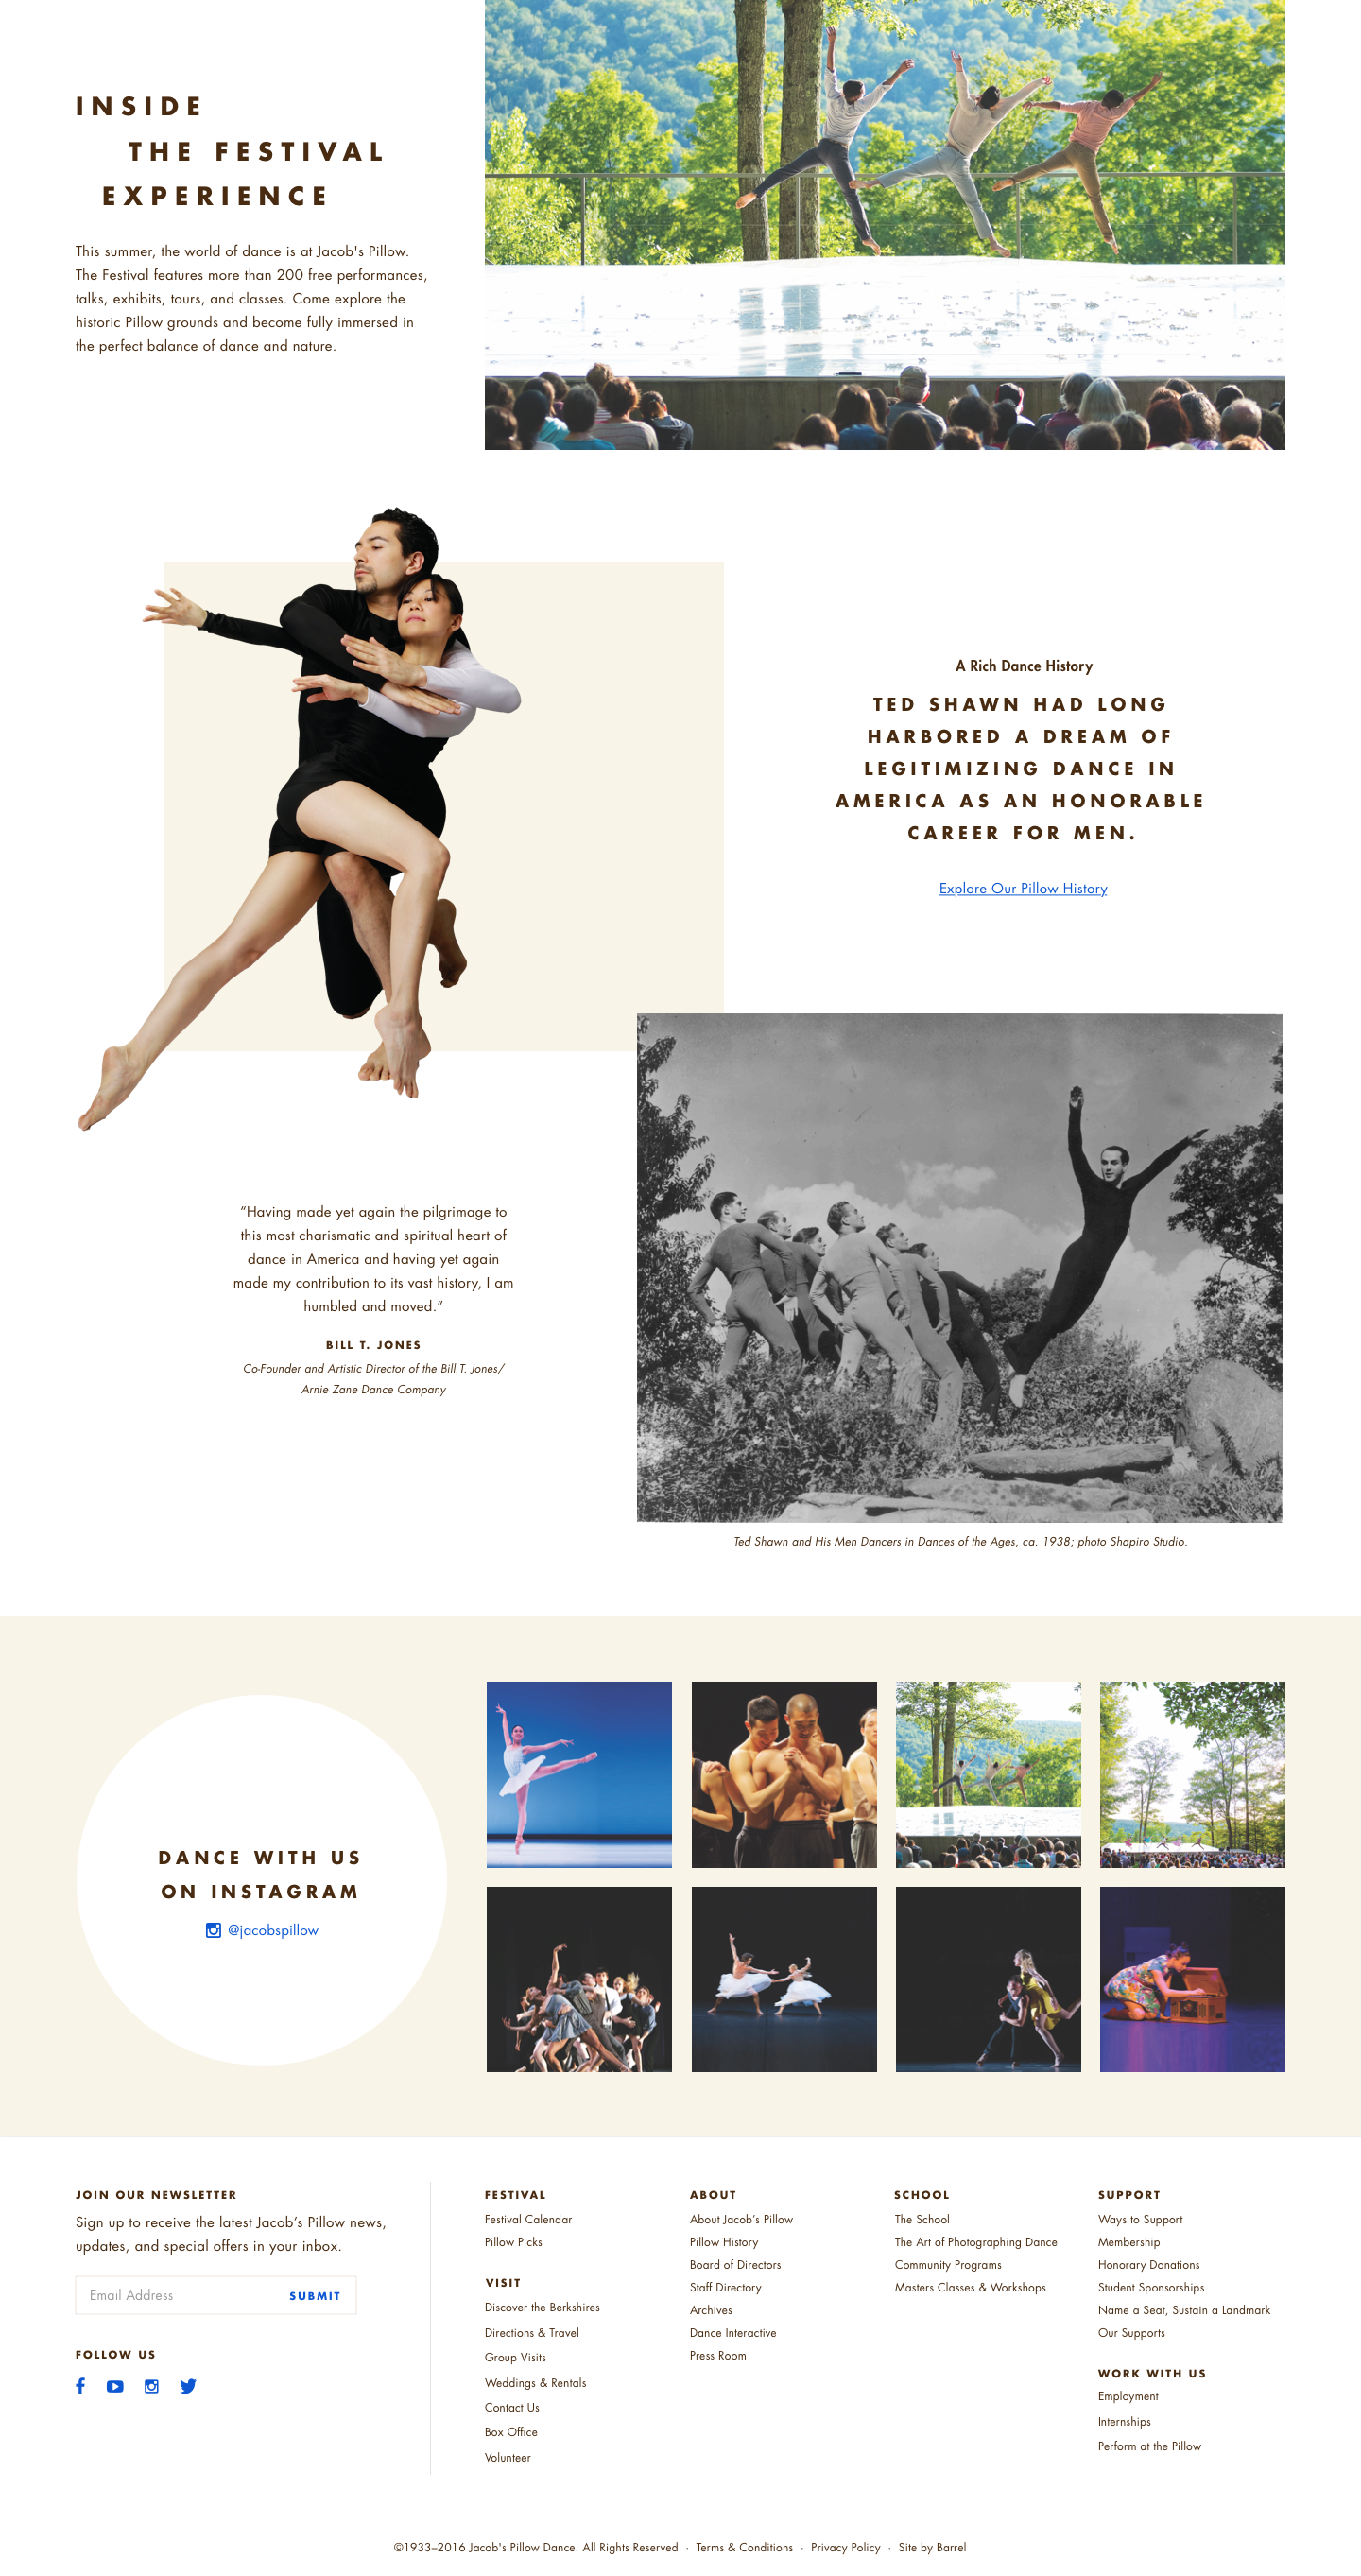 INSIDE
THE FESTIVAL
EXPERIENCE
This summer, the world of dance is at Jacob's Pillow.
The Festival features more than 200 free performances,
talks, exhibits, tours, and classes. Come explore the
historic Pillow grounds and become fully immersed in
the perfect balance of dance and nature.
A Rich Dance History
TED SHAWN HAD LONG
HARBORED A DREAM OF
LEGITIMIZING DANCE IN
AMERICA AS AN HONORABLE
CAREER FOR MEN.
Explore Our Pillow History
“Having made yet again the pilgrimage to
this most charismatic and spiritual heart of
dance in America and having yet again
made my contribution to its vast history, I am
humbled and moved.”
BILL T. JONES
Co-Founder and Artistic Director of the Bill T. Jones/
Arnie Zane Dance Company
Ted Shawn and His Men Dancers in Dances of the Ages, ca. 1938; photo Shapiro Studio.
DANCE WITH US
ON INSTAGRAM
@jacobspillow
JOIN OUR NEWSLETTER
Sign up to receive the latest Jacob’s Pillow news,
updates, and special offers in your inbox.
Email Address SUBMIT
FOLLOW US
FESTIVAL
Festival Calendar
Pillow Picks
VISIT
Discover the Berkshires
Directions & Travel
Group Visits
Weddings & Rentals
Contact Us
Box Office
Volunteer
ABOUT
About Jacob’s Pillow
Pillow History
Board of Directors
Staff Directory
Archives
Dance Interactive
Press Room
SCHOOL
The School
The Art of Photographing Dance
Community Programs
Masters Classes & Workshops
SUPPORT
Ways to Support
Membership
Honorary Donations
Student Sponsorships
Name a Seat, Sustain a Landmark
Our Supports
WORK WITH US
Employment
Internships
Perform at the Pillow
©1933–2016 Jacob's Pillow Dance. All Rights Reserved · Terms & Conditions · Privacy Policy · Site by Barrel